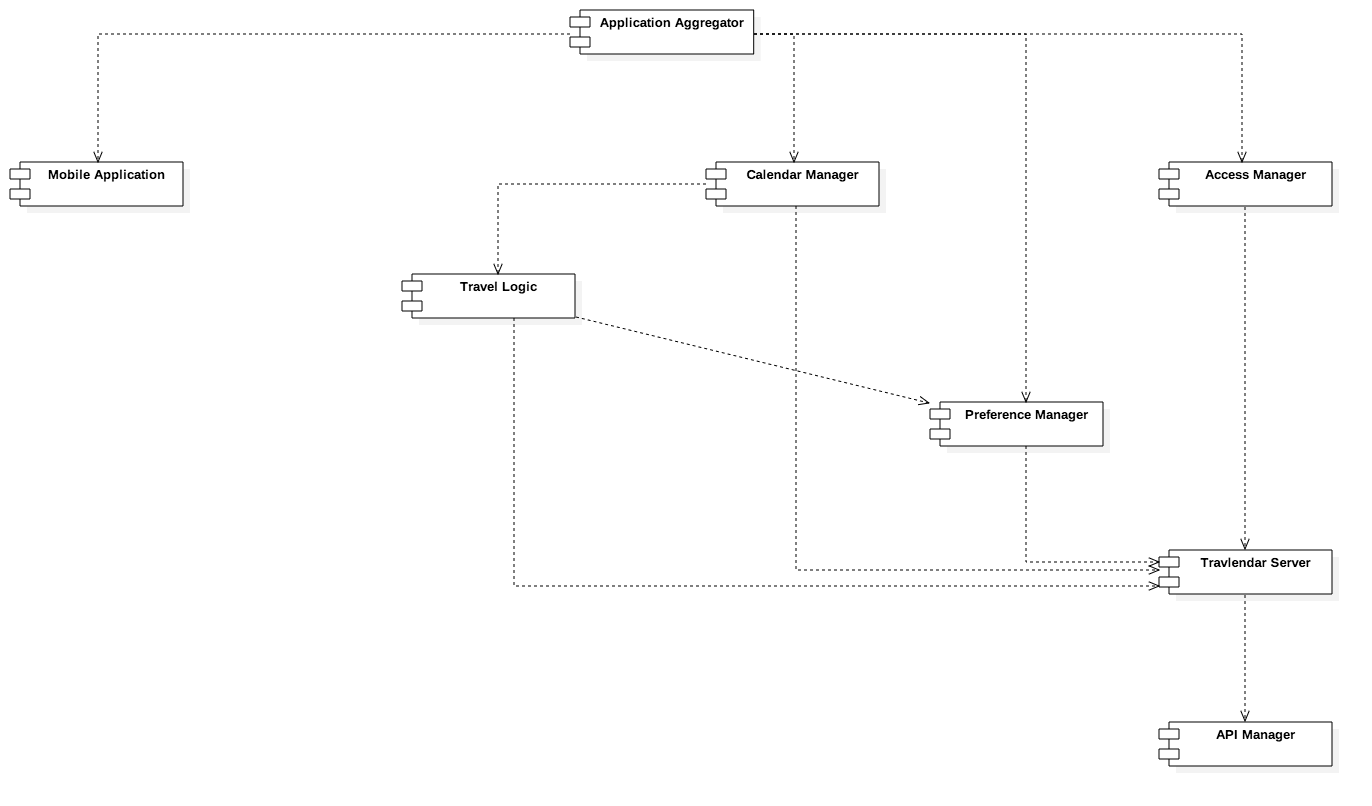 Application Aggregator
Mobile Application
Calendar Manager
Access Manager
Travel Logic
Preference Manager
Travlendar Server
API Manager